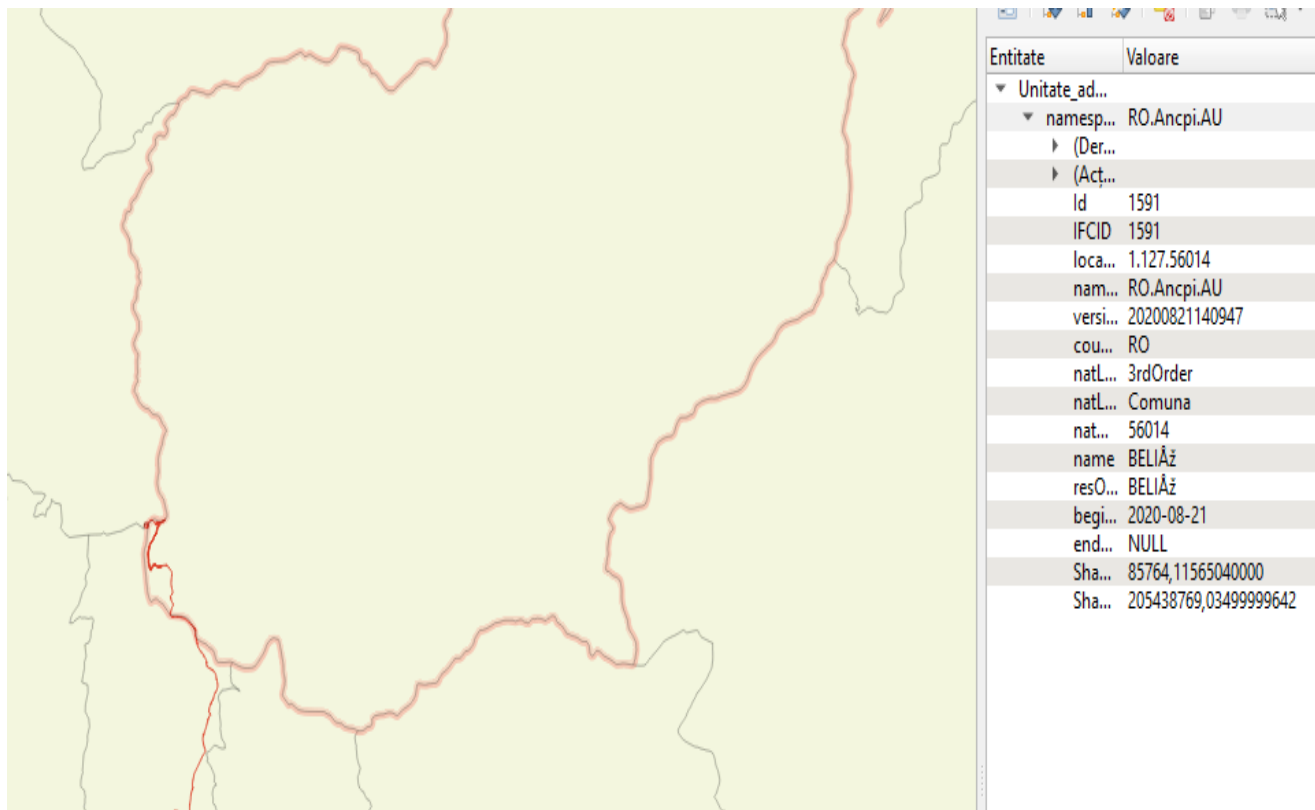 Entitate Valoare
Unitate_ad...
namesp... RO.Ancpi.AU
(Der...
(Acț...
Id 1591
IFCID 1591
loca... 1.127.56014
nam... RO.Ancpi.AU
versi... 20200821140947
cou... RO
natL... 3rdOrder
natL... Comuna
nat... 56014
name BELIÅž
resO... BELIÅž
begi... 2020-08-21
end... NULL
Sha... 85764,11565040000
Sha... 205438769,03499999642